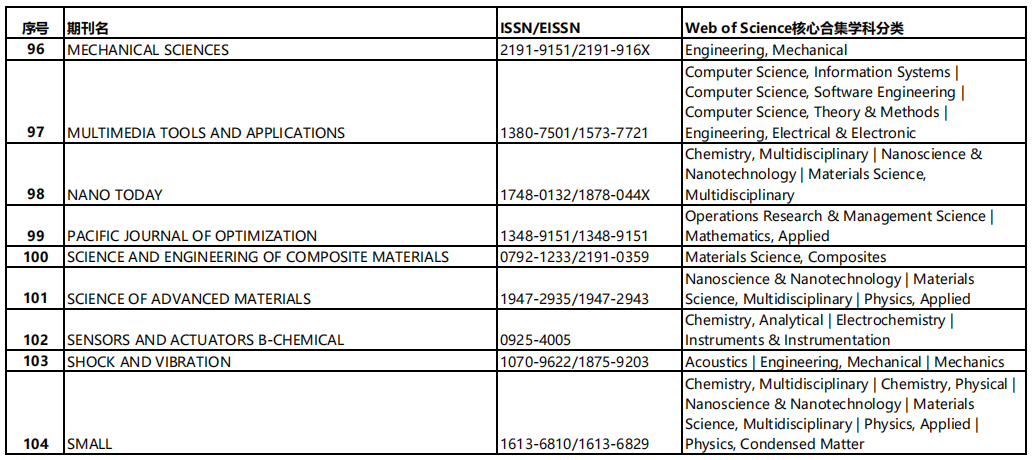 序号 期刊名 ISSN/EISSN Web of Science核心合集学科分类
96 MECHANICAL SCIENCES 2191-9151/2191-916X Engineering, Mechanical
Computer Science, Information Systems |
Computer Science, Software Engineering |
Computer Science, Theory & Methods |
97 MULTIMEDIA TOOLS AND APPLICATIONS 1380-7501/1573-7721 Engineering, Electrical & Electronic
Chemistry, Multidisciplinary | Nanoscience &
Nanotechnology | Materials Science,
98 NANO TODAY 1748-0132/1878-044X Multidisciplinary
Operations Research & Management Science |
99 PACIFIC JOURNAL OF OPTIMIZATION 1348-9151/1348-9151 Mathematics, Applied
100 SCIENCE AND ENGINEERING OF COMPOSITE MATERIALS 0792-1233/2191-0359 Materials Science, Composites
Nanoscience & Nanotechnology | Materials
101 SCIENCE OF ADVANCED MATERIALS 1947-2935/1947-2943 Science, Multidisciplinary | Physics, Applied
Chemistry, Analytical | Electrochemistry |
102 SENSORS AND ACTUATORS B-CHEMICAL 0925-4005 Instruments & Instrumentation
103 SHOCK AND VIBRATION 1070-9622/1875-9203 Acoustics | Engineering, Mechanical | Mechanics
Chemistry, Multidisciplinary | Chemistry, Physical |
Nanoscience & Nanotechnology | Materials
Science, Multidisciplinary | Physics, Applied |
104 SMALL 1613-6810/1613-6829 Physics, Condensed Matter